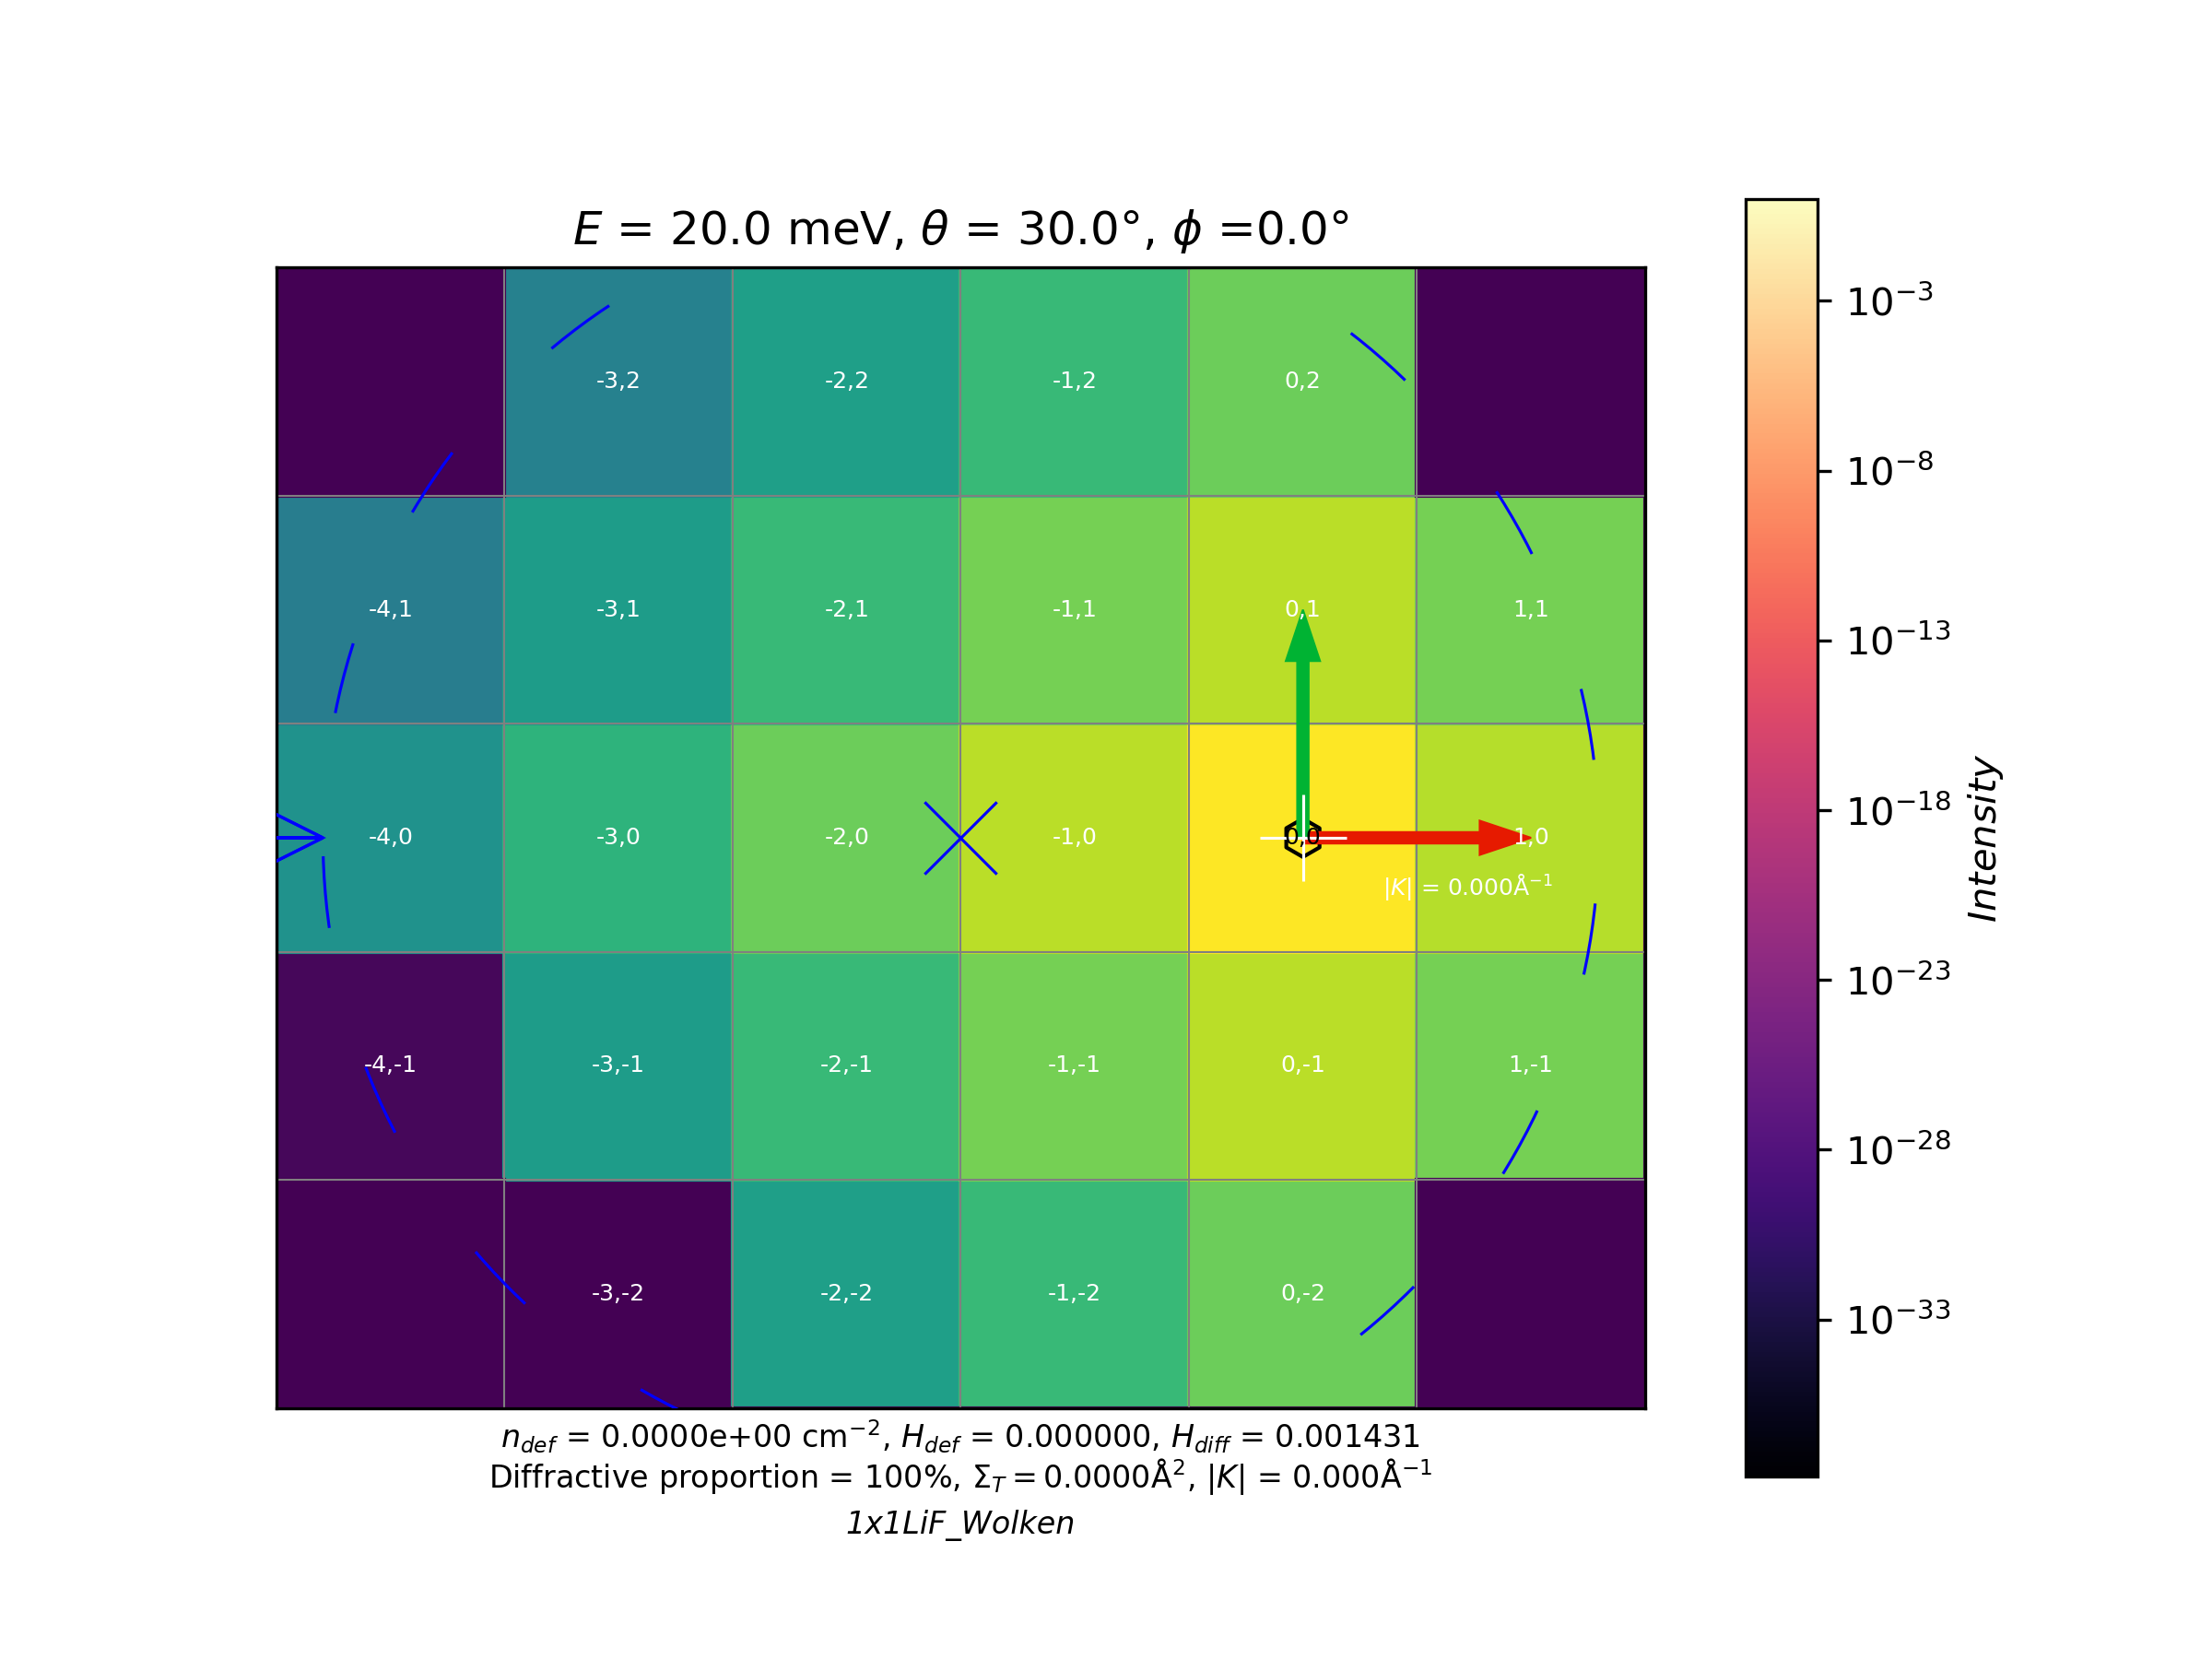 E = 20.0 meV, θ = 30.0°, ϕ =0.0°
-3,2 -2,2 -1,2 0,2
-4,1 -3,1 -2,1 -1,1 0,1 1,1
-4,0 -3,0 -2,0 -1,0 0,0 1,0
|K| = 0.000Å⁻¹
-4,-1 -3,-1 -2,-1 -1,-1 0,-1 1,-1
-3,-2 -2,-2 -1,-2 0,-2
10⁻³
10⁻⁸
10⁻¹³
10⁻¹⁸
10⁻²³
10⁻²⁸
10⁻³³
Intensity
n_def = 0.0000e+00 cm⁻², H_def = 0.000000, H_diff = 0.001431
Diffractive proportion = 100%, Σ_T = 0.0000Å², |K| = 0.000Å⁻¹
1x1LiF_Wolken